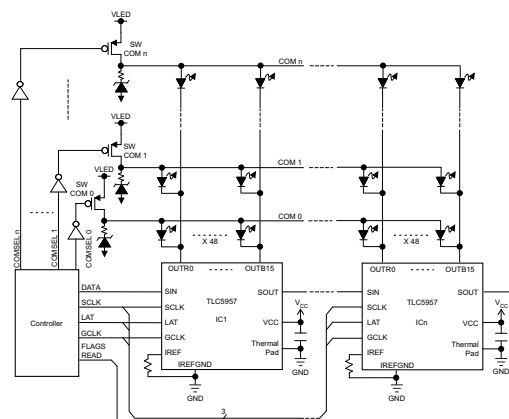 VLED
SW
COM n
COM n
VLED
SW
COM 1
COM 1
VLED
SW
COM 0
COM 0
COMSEL n
COMSEL 1
COMSEL 0
X 48
X 48
OUTR0
OUTB15
OUTR0
OUTB15
Controller
DATA
SCLK
LAT
GCLK
FLAGS
READ
SIN
SOUT
SCLK
TLC5957
LAT
IC1
VCC
GCLK
Thermal
Pad
IREF
IREFGND
VCC
GND
GND
SIN
SOUT
SCLK
TLC5957
LAT
ICn
VCC
GCLK
Thermal
Pad
IREF
IREFGND
VCC
GND
GND
3